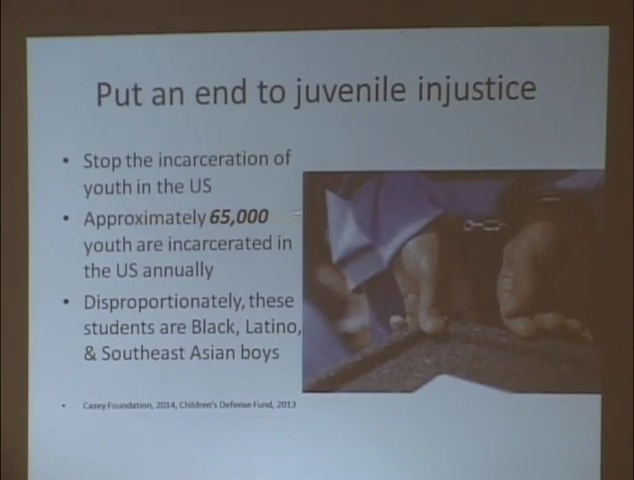 Put an end to juvenile injustice
• Stop the incarceration of
youth in the US
• Approximately 65,000
youth are incarcerated in
the US annually
• Disproportionately, these
students are Black, Latino,
& Southeast Asian boys
• Casey Foundation, 2014, Children's Defense Fund, 2013